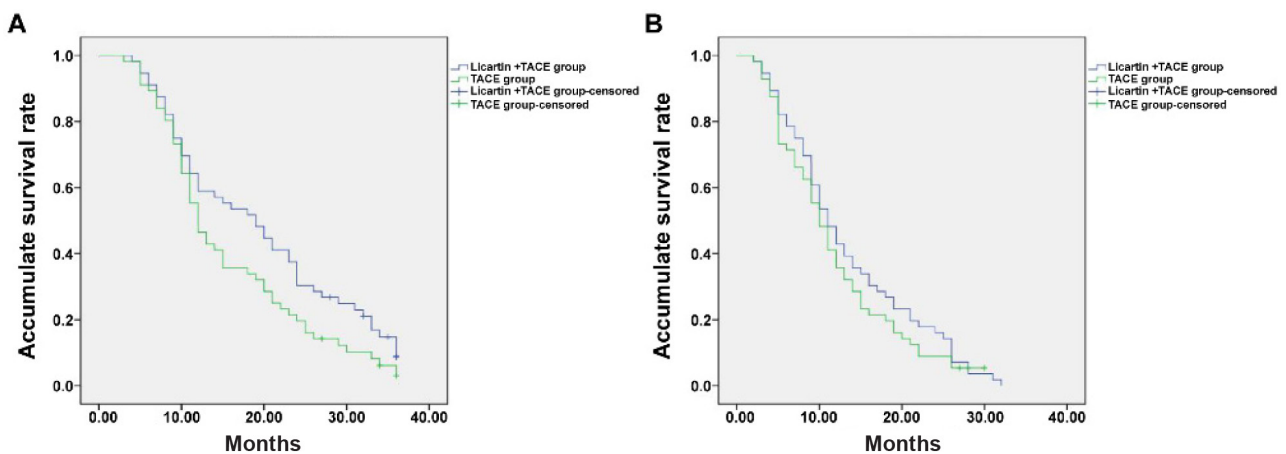 A
Accumulate survival rate
1.0
0.8
0.6
0.4
0.2
0.0
0.00 10.00 20.00 30.00 40.00
Months
Licartin +TACE group
TACE group
Licartin +TACE group-censored
TACE group-censored
B
Accumulate survival rate
1.0
0.8
0.6
0.4
0.2
0.0
0.00 10.00 20.00 30.00 40.00
Months
Licartin +TACE group
TACE group
Licartin +TACE group-censored
TACE group-censored